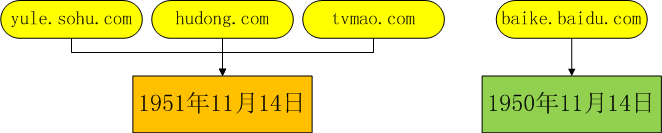 yule.sohu.com
hudong.com
tvmao.com
baike.baidu.com
1951年11月14日
1950年11月14日